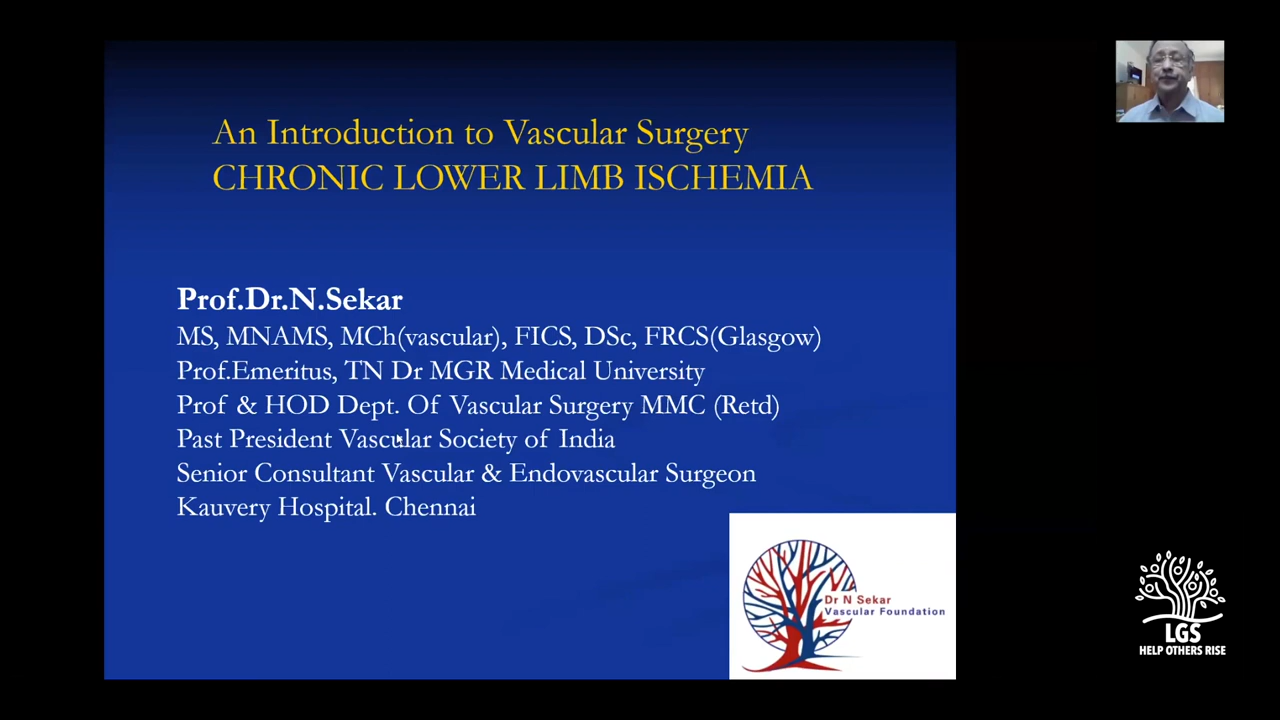 An Introduction to Vascular Surgery
CHRONIC LOWER LIMB ISCHEMIA
Prof.Dr.N.Sekar
MS, MNAMS, MCh(vascular), FICS, DSc, FRCS(Glasgow)
Prof.Emeritus, TN Dr MGR Medical University
Prof & HOD Dept. Of Vascular Surgery MMC (Retd)
Past President Vascular Society of India
Senior Consultant Vascular & Endovascular Surgeon
Kauvery Hospital. Chennai
Dr N Sekar
Vascular Foundation
LGS
HELP OTHERS RISE